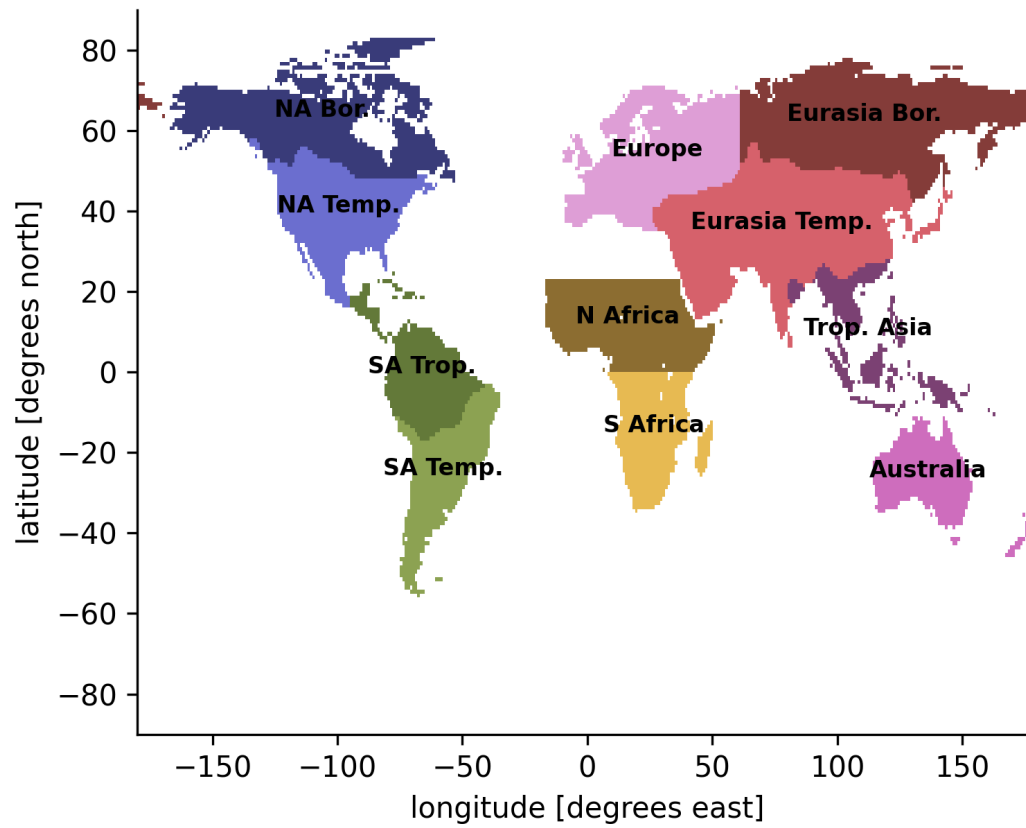 80
60
40
20
0
−20
−40
−60
−80
latitude [degrees north]
NA Bor.
Eurasia Bor.
Europe
NA Temp.
Eurasia Temp.
N Africa
Trop. Asia
SA Trop.
S Africa
SA Temp.
Australia
−150
−100
−50
0
50
100
150
longitude [degrees east]